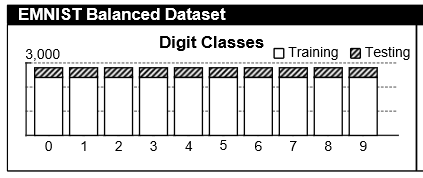 EMNIST Balanced Dataset
Digit Classes
3,000
Training
Testing
0 1 2 3 4 5 6 7 8 9